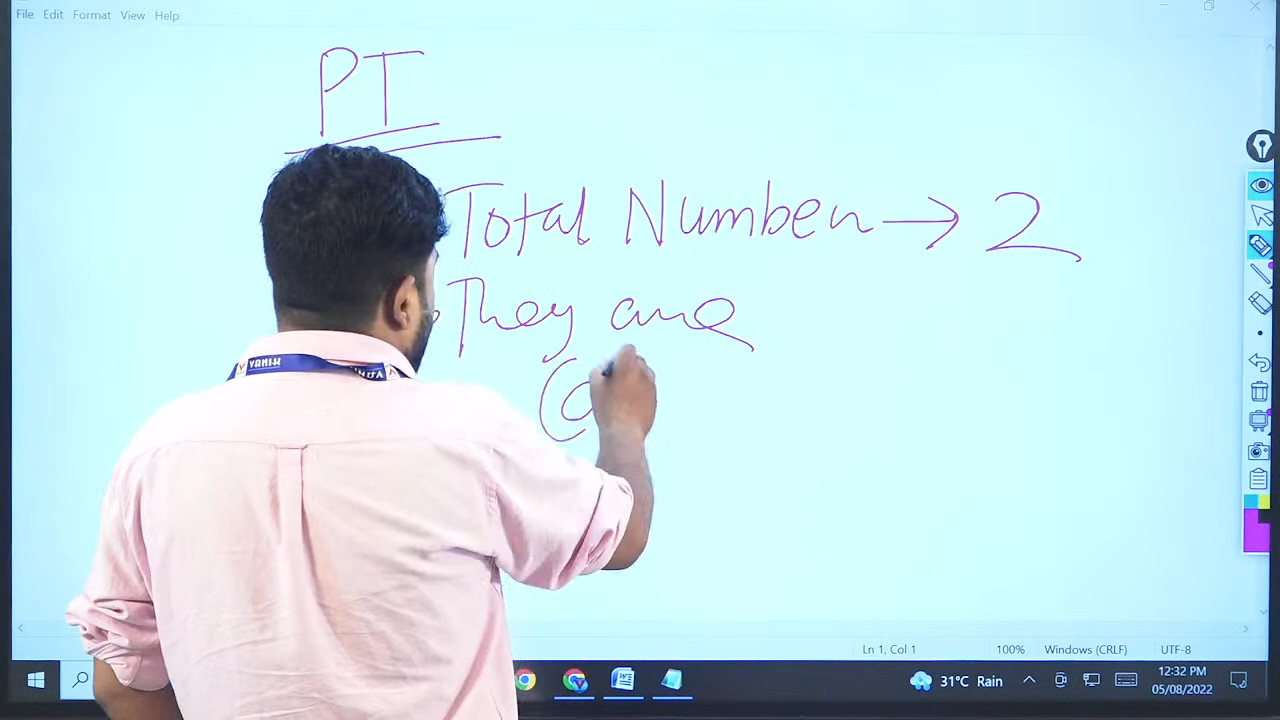 File Edit Format View Help
PT
Total Number → 2
They are
(a
VANIK
Ln 1, Col 1 100% Windows (CRLF) UTF-8
31°C Rain 12:32 PM
05/08/2022